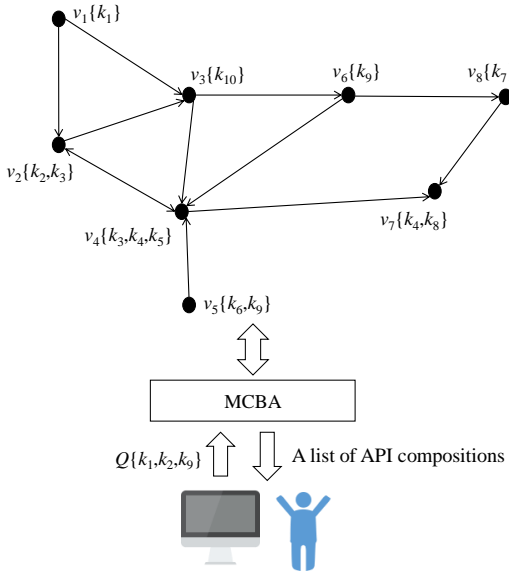 v₁{k₁}
v₃{k₁₀}
v₆{k₉}
v₈{k₇
v₂{k₂,k₃}
v₄{k₃,k₄,k₅}
v₇{k₄,k₈}
v₅{k₆,k₉}
MCBA
Q{k₁,k₂,k₉}
A list of API compositions